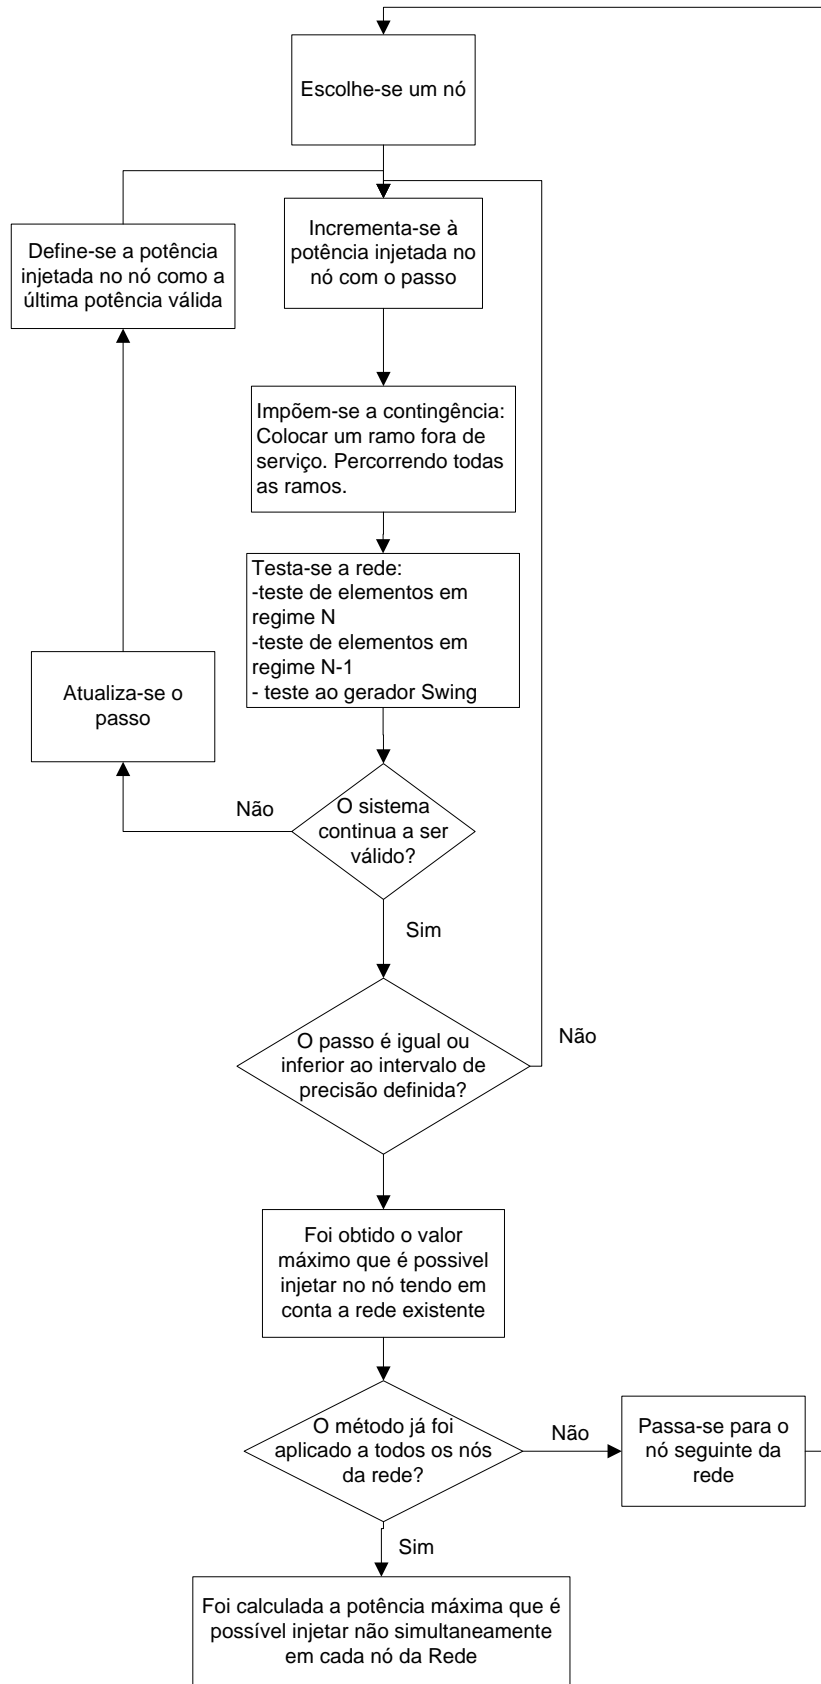 Escolhe-se um nó
Define-se a potência
injetada no nó como a
última potência válida
Incrementa-se à
potência injetada no
nó com o passo
Impõem-se a contingência:
Colocar um ramo fora de
serviço. Percorrendo todas
as ramos.
Testa-se a rede:
-teste de elementos em
regime N
-teste de elementos em
regime N-1
- teste ao gerador Swing
Atualiza-se o
passo
Não
O sistema
continua a ser
válido?
Sim
O passo é igual ou
inferior ao intervalo de
precisão definida?
Não
Foi obtido o valor
máximo que é possivel
injetar no nó tendo em
conta a rede existente
O método já foi
aplicado a todos os nós
da rede?
Não
Passa-se para o
nó seguinte da
rede
Sim
Foi calculada a potência máxima que é
possível injetar não simultaneamente
em cada nó da Rede